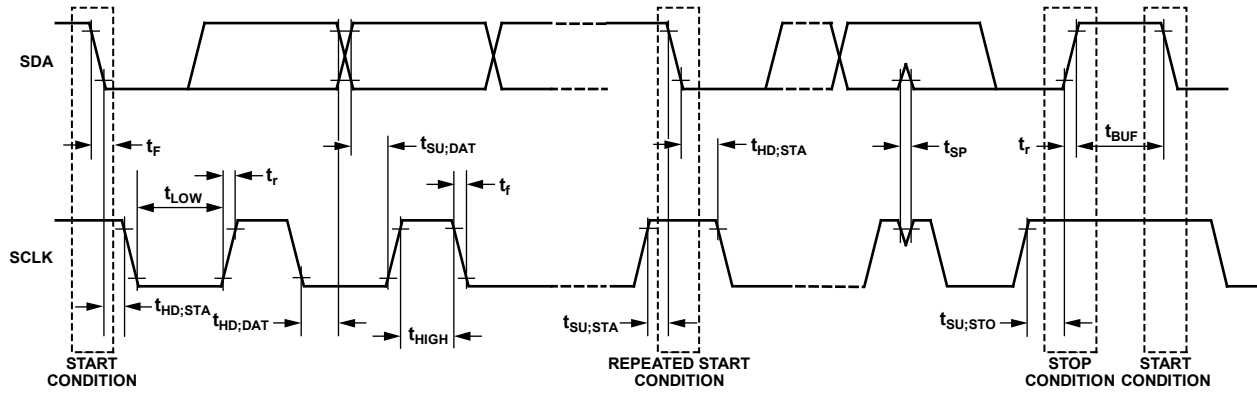 SDA
t_F
t_SU;DAT
t_HD;STA
t_SP
t_r
t_BUF
t_LOW
t_r
t_f
SCLK
t_HD;STA
t_HD;DAT
t_HIGH
t_SU;STA
t_SU;STO
START
CONDITION
REPEATED START
CONDITION
STOP
CONDITION
START
CONDITION